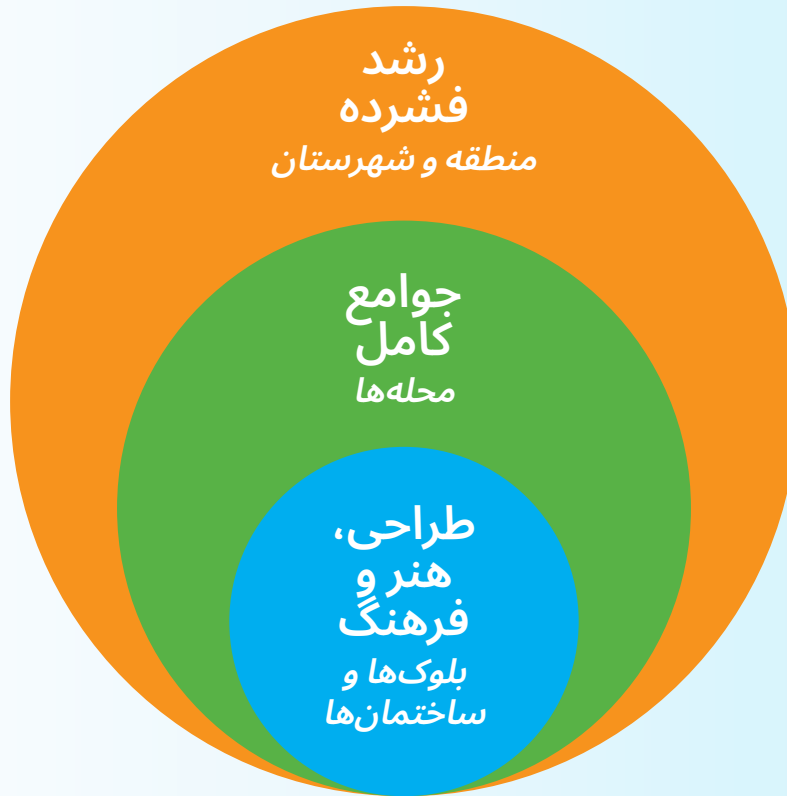 رشد
فشرده
منطقه و شهرستان
جوامع
کامل
محله‌ها
طراحی،
هنر و
فرهنگ
بلوک‌ها و
ساختمان‌ها